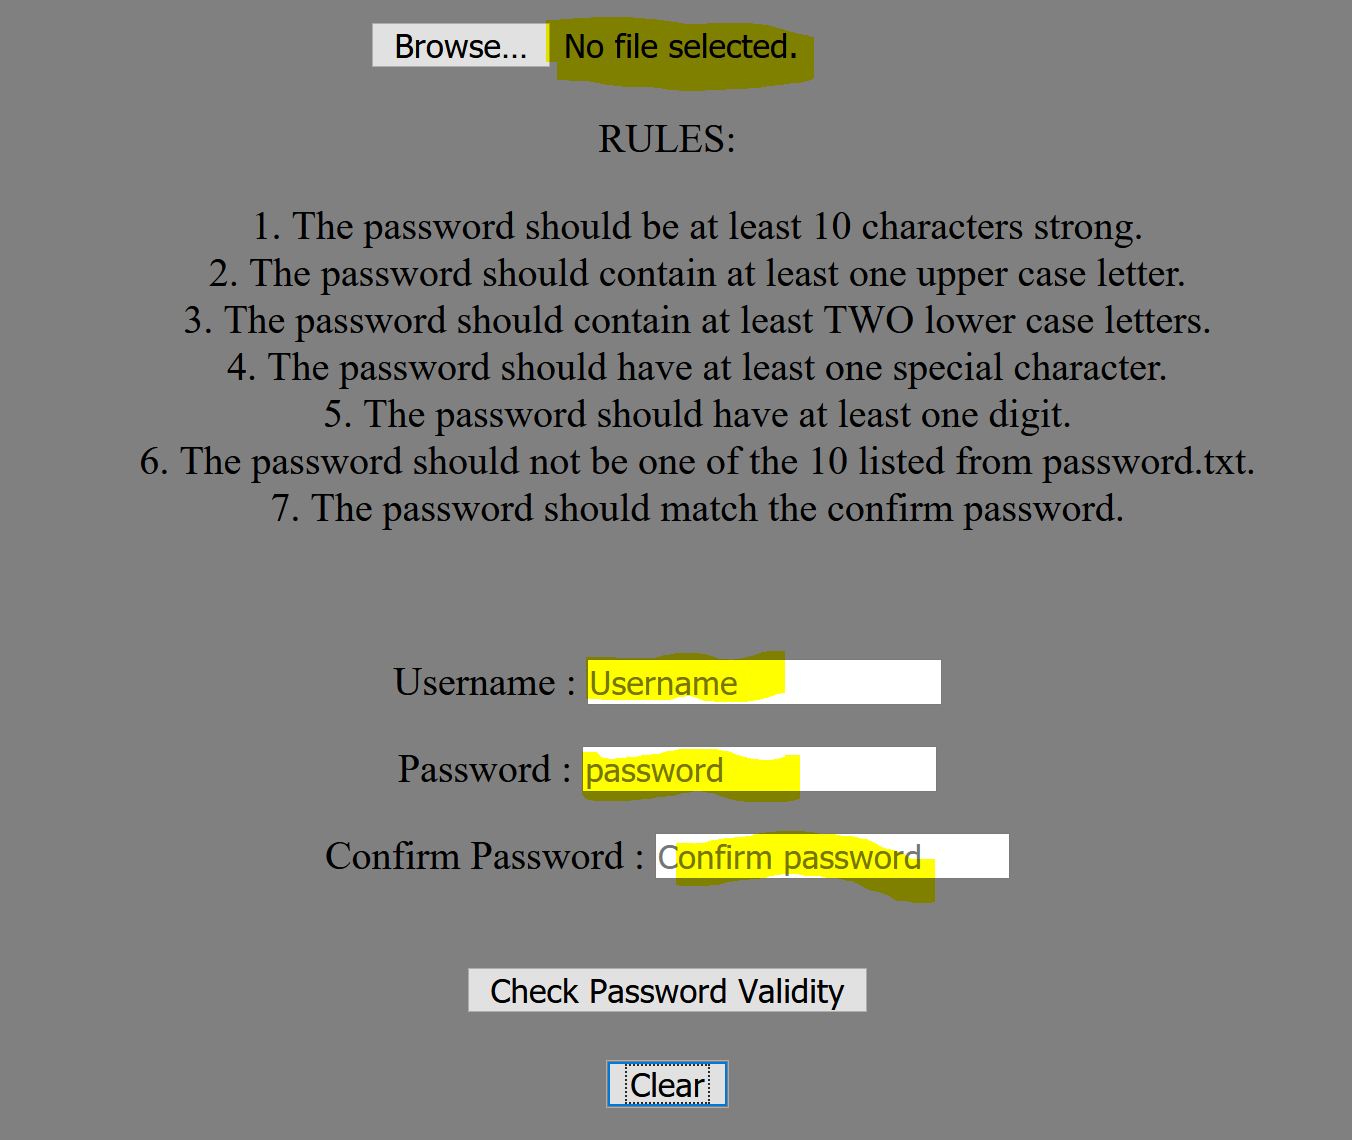 Browse... No file selected.
RULES:
1. The password should be at least 10 characters strong.
2. The password should contain at least one upper case letter.
3. The password should contain at least TWO lower case letters.
4. The password should have at least one special character.
5. The password should have at least one digit.
6. The password should not be one of the 10 listed from password.txt.
7. The password should match the confirm password.
Username : Username
Password : password
Confirm Password : Confirm password
Check Password Validity
Clear